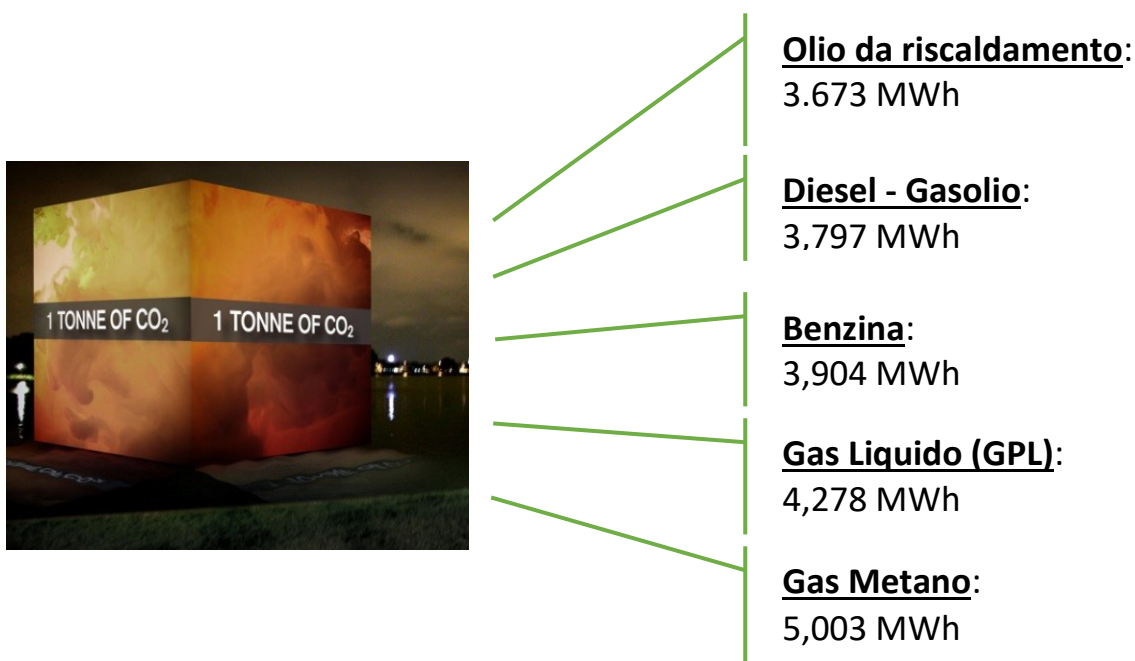 1 TONNE OF CO₂
1 TONNE OF CO₂
Olio da riscaldamento:
3.673 MWh
Diesel - Gasolio:
3,797 MWh
Benzina:
3,904 MWh
Gas Liquido (GPL):
4,278 MWh
Gas Metano:
5,003 MWh